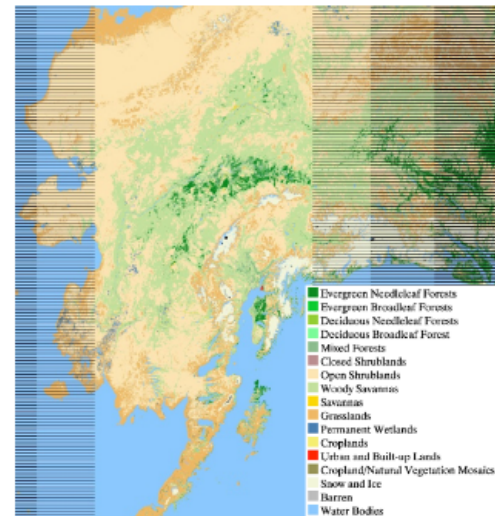 Evergreen Needleleaf Forests
Evergreen Broadleaf Forests
Deciduous Needleleaf Forests
Deciduous Broadleaf Forest
Mixed Forests
Closed Shrublands
Open Shrublands
Woody Savannas
Savannas
Grasslands
Permanent Wetlands
Croplands
Urban and Built-up Lands
Cropland/Natural Vegetation Mosaics
Snow and Ice
Barren
Water Bodies